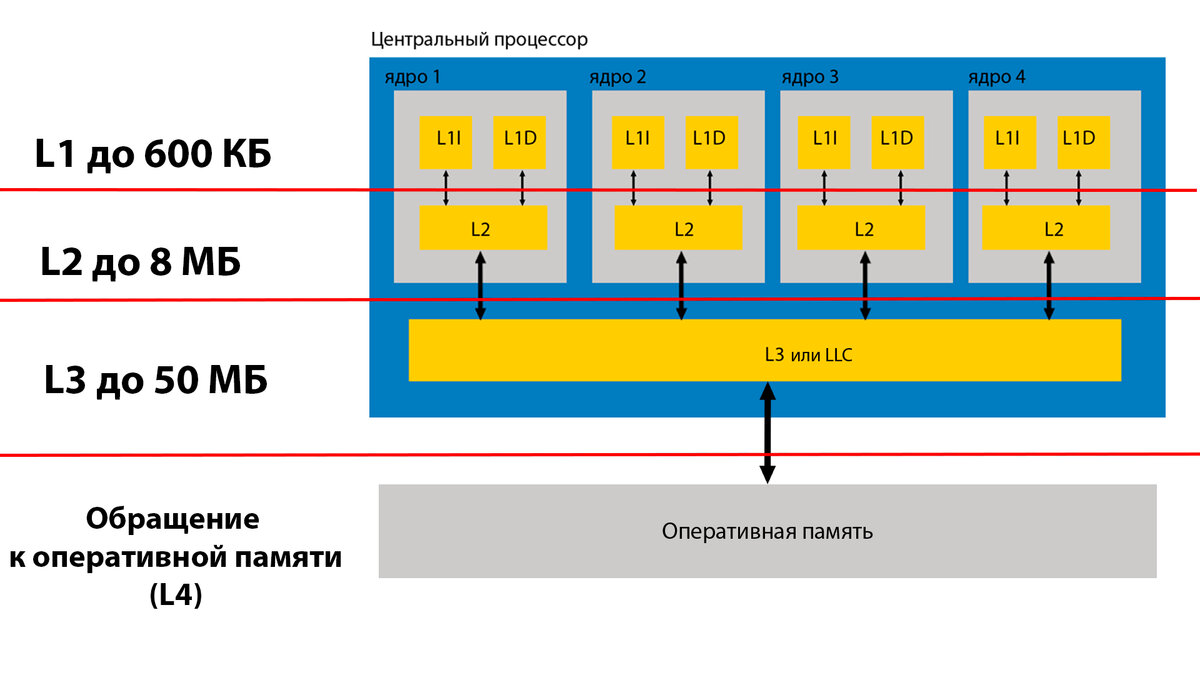 Центральный процессор
ядро 1 ядро 2 ядро 3 ядро 4
L1 до 600 КБ
L1I L1D L1I L1D L1I L1D L1I L1D
L2 до 8 МБ
L2 L2 L2 L2
L3 до 50 МБ
L3 или LLC
Обращение
к оперативной памяти
(L4)
Оперативная память